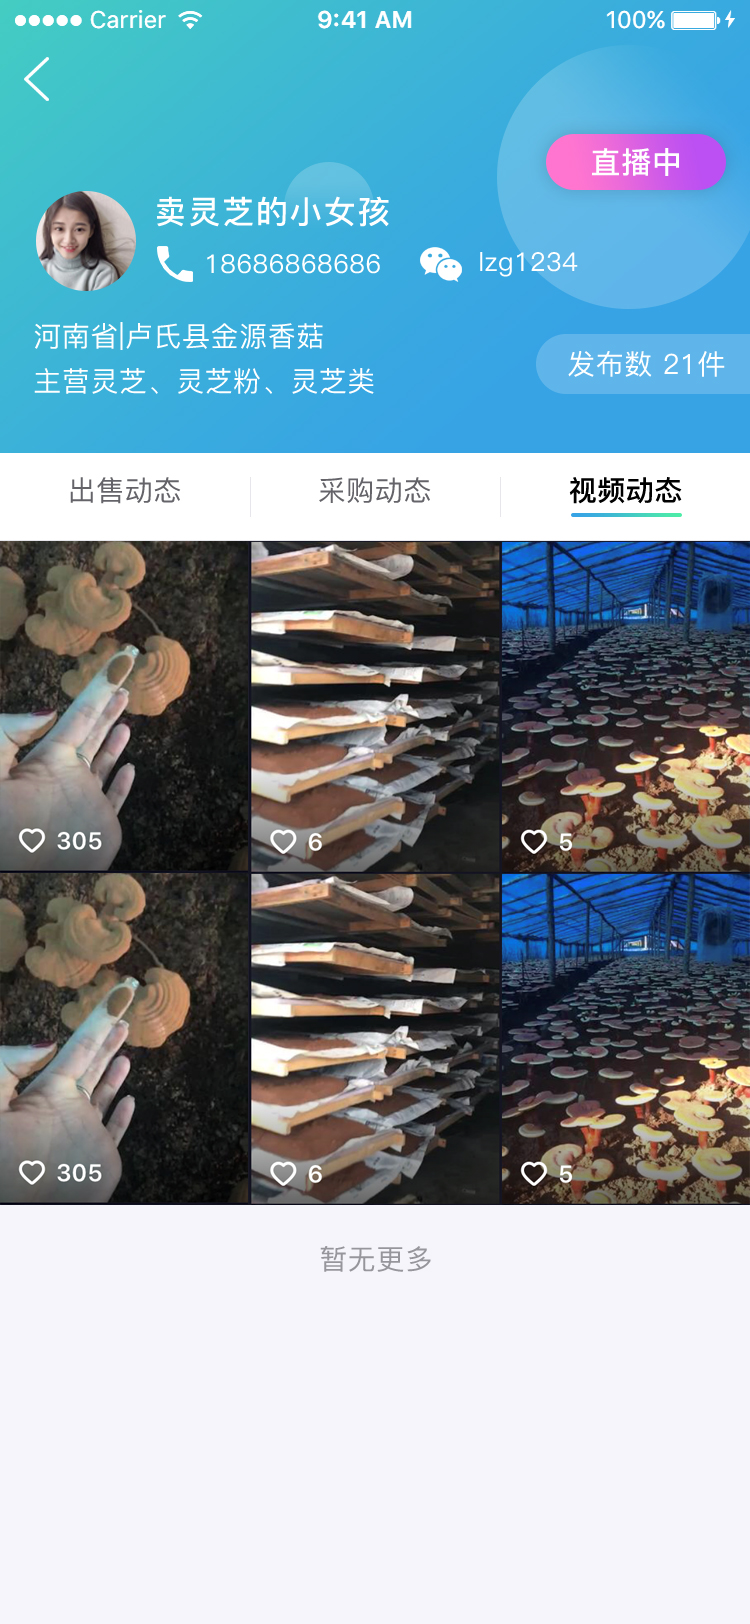 Carrier 9:41 AM 100%
直播中
卖灵芝的小女孩
18686868686 lzg1234
河南省|卢氏县金源香菇
主营灵芝、灵芝粉、灵芝类
发布数 21件
出售动态 采购动态 视频动态
305 6 5
305 6 5
暂无更多